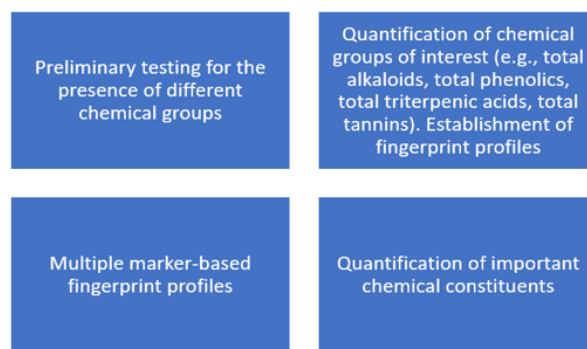 Preliminary testing for the
presence of different
chemical groups
Quantification of chemical
groups of interest (e.g., total
alkaloids, total phenolics,
total triterpenic acids, total
tannins). Establishment of
fingerprint profiles
Multiple marker-based
fingerprint profiles
Quantification of important
chemical constituents